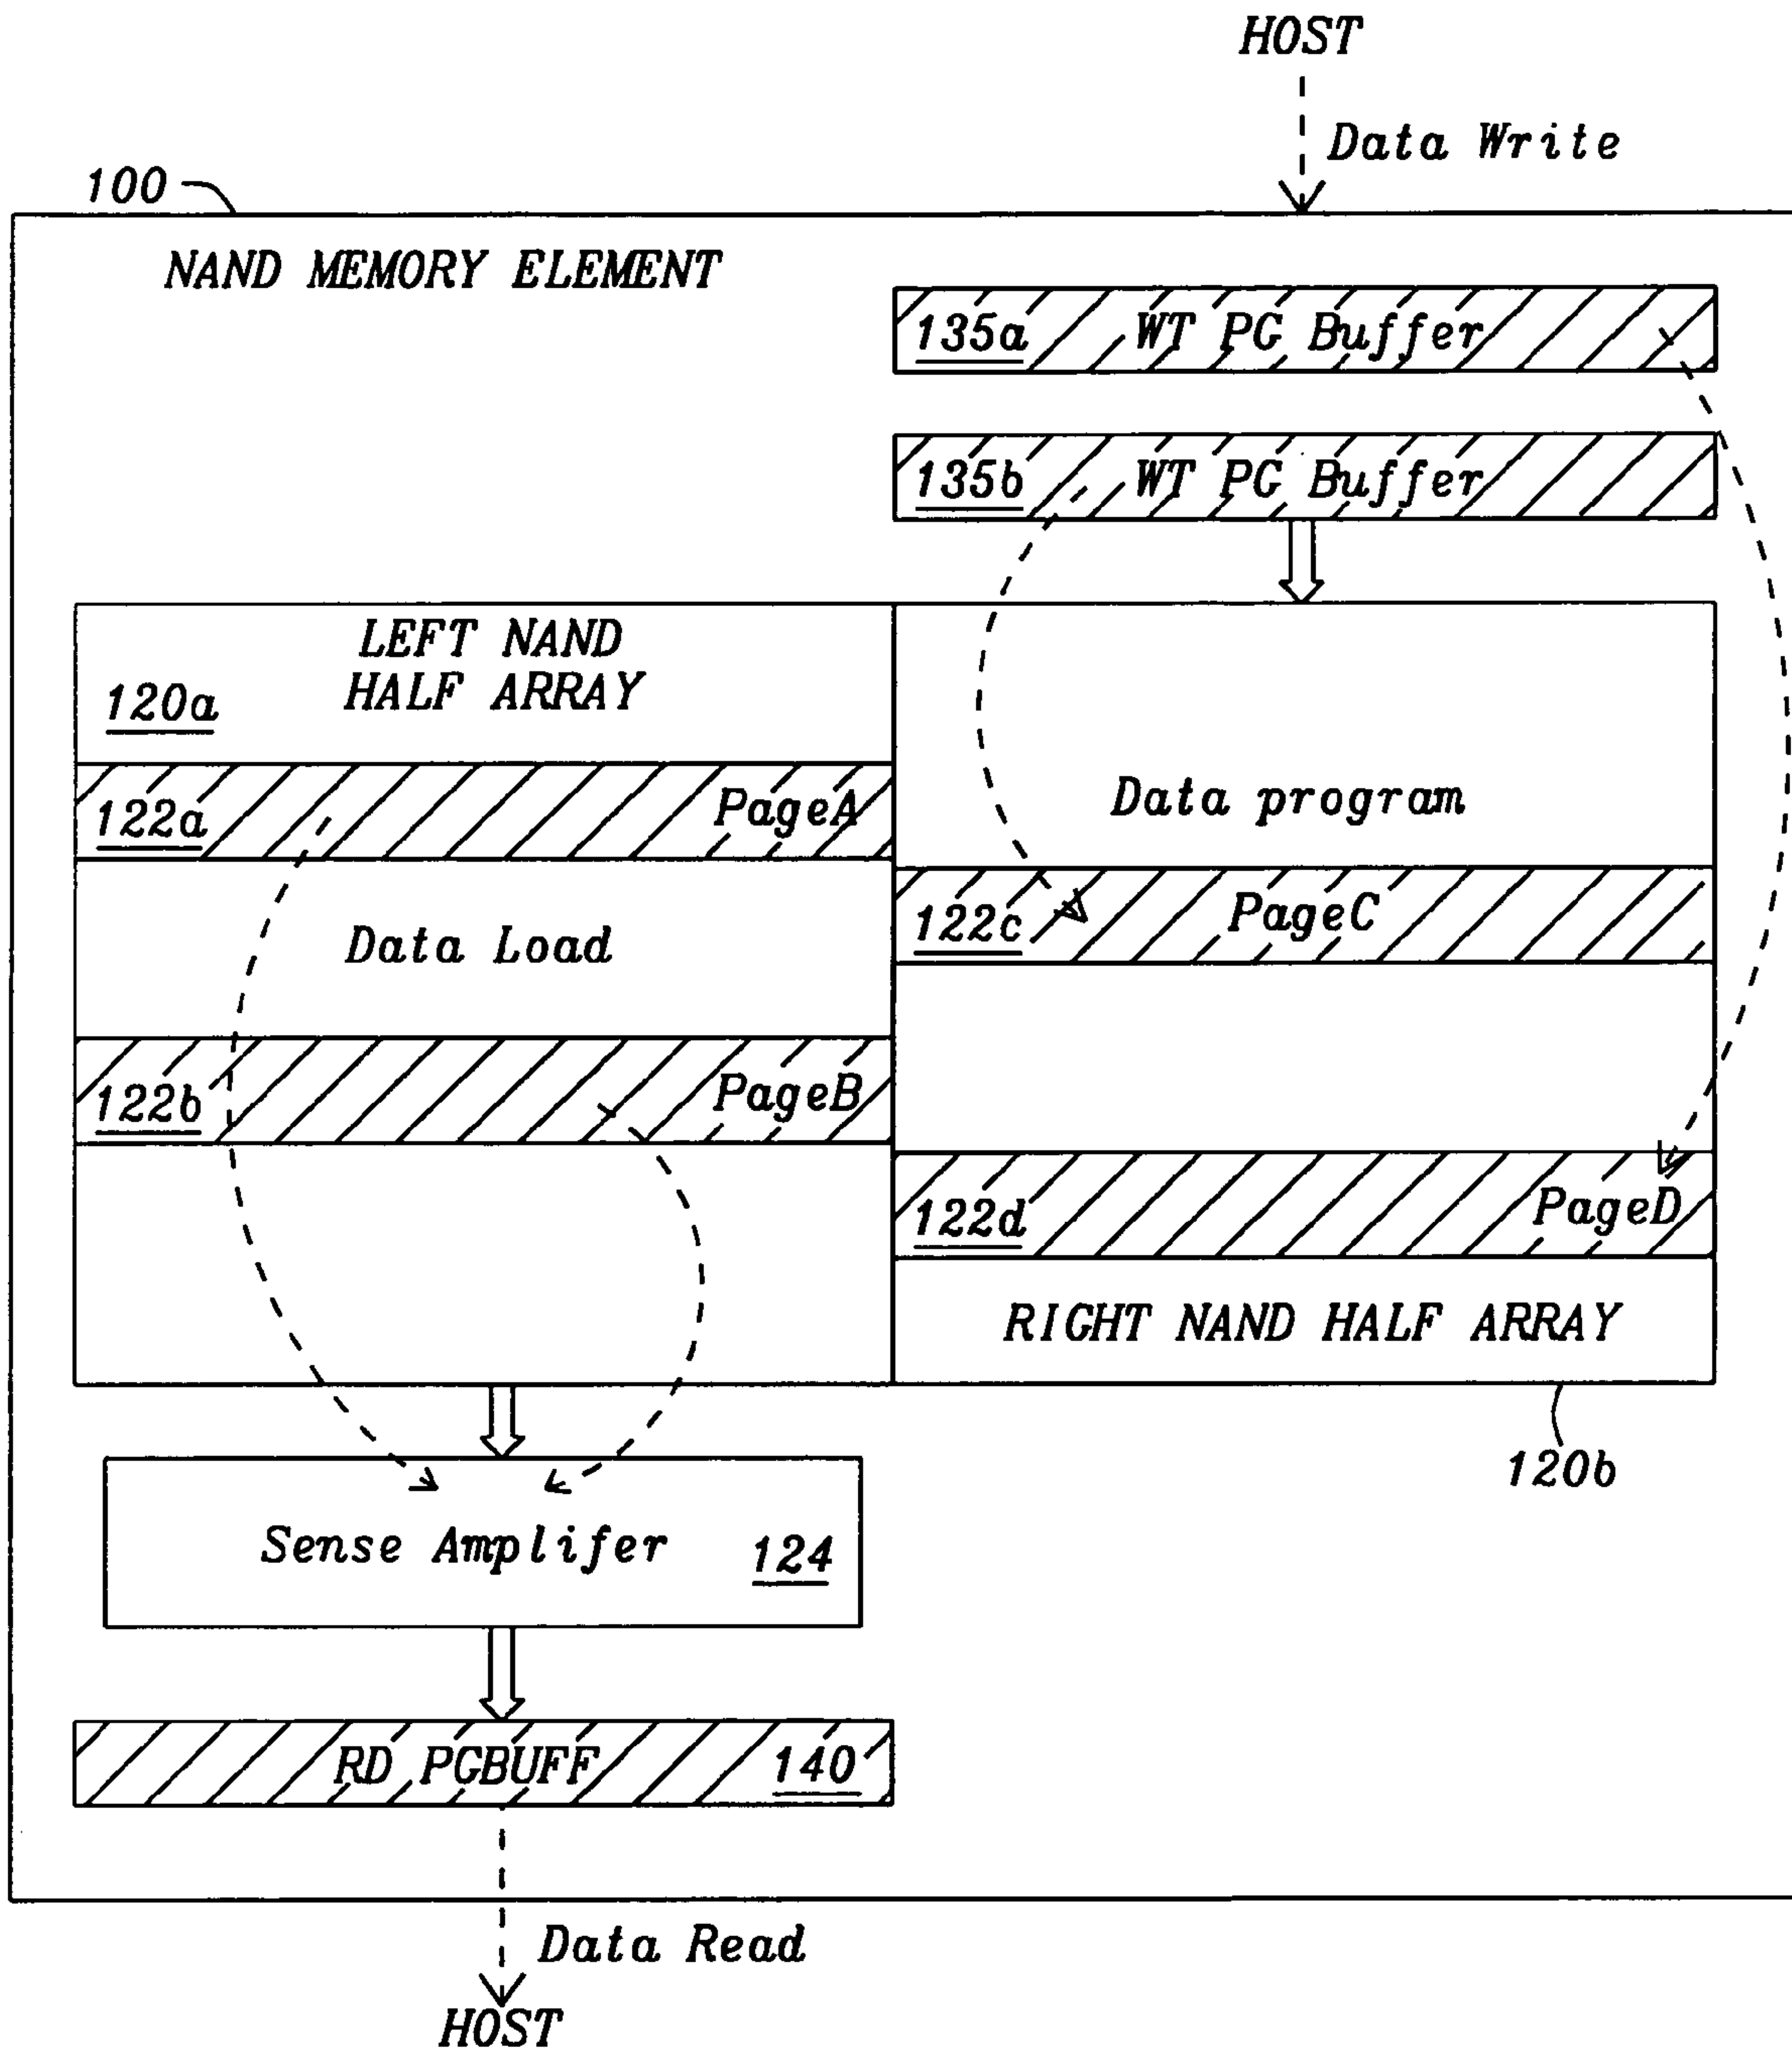 HOST
Data Write
100
NAND MEMORY ELEMENT
135a WT PG Buffer
135b WT PG Buffer
LEFT NAND
HALF ARRAY
120a
122a PageA
Data program
122c PageC
Data Load
122b PageB
122d PageD
RIGHT NAND HALF ARRAY
120b
Sense Amplifer 124
RD PGBUFF 140
Data Read
HOST